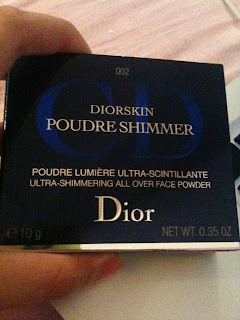 002
CD
DIORSKIN
POUDRE SHIMMER
POUDRE LUMIÈRE ULTRA-SCINTILLANTE
ULTRA-SHIMMERING ALL OVER FACE POWDER
Dior
℮ 10 g NET WT. 0.35 OZ